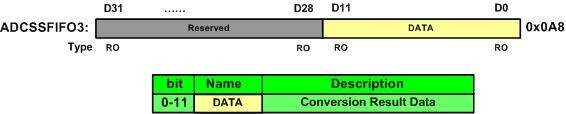 D31 ...... D28 D11 D0
ADCSSFIFO3: Reserved DATA 0x0A8
Type RO RO RO RO
bit Name Description
0-11 DATA Conversion Result Data